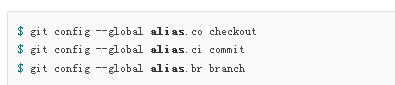 $ git config --global alias.co checkout
$ git config --global alias.ci commit
$ git config --global alias.br branch